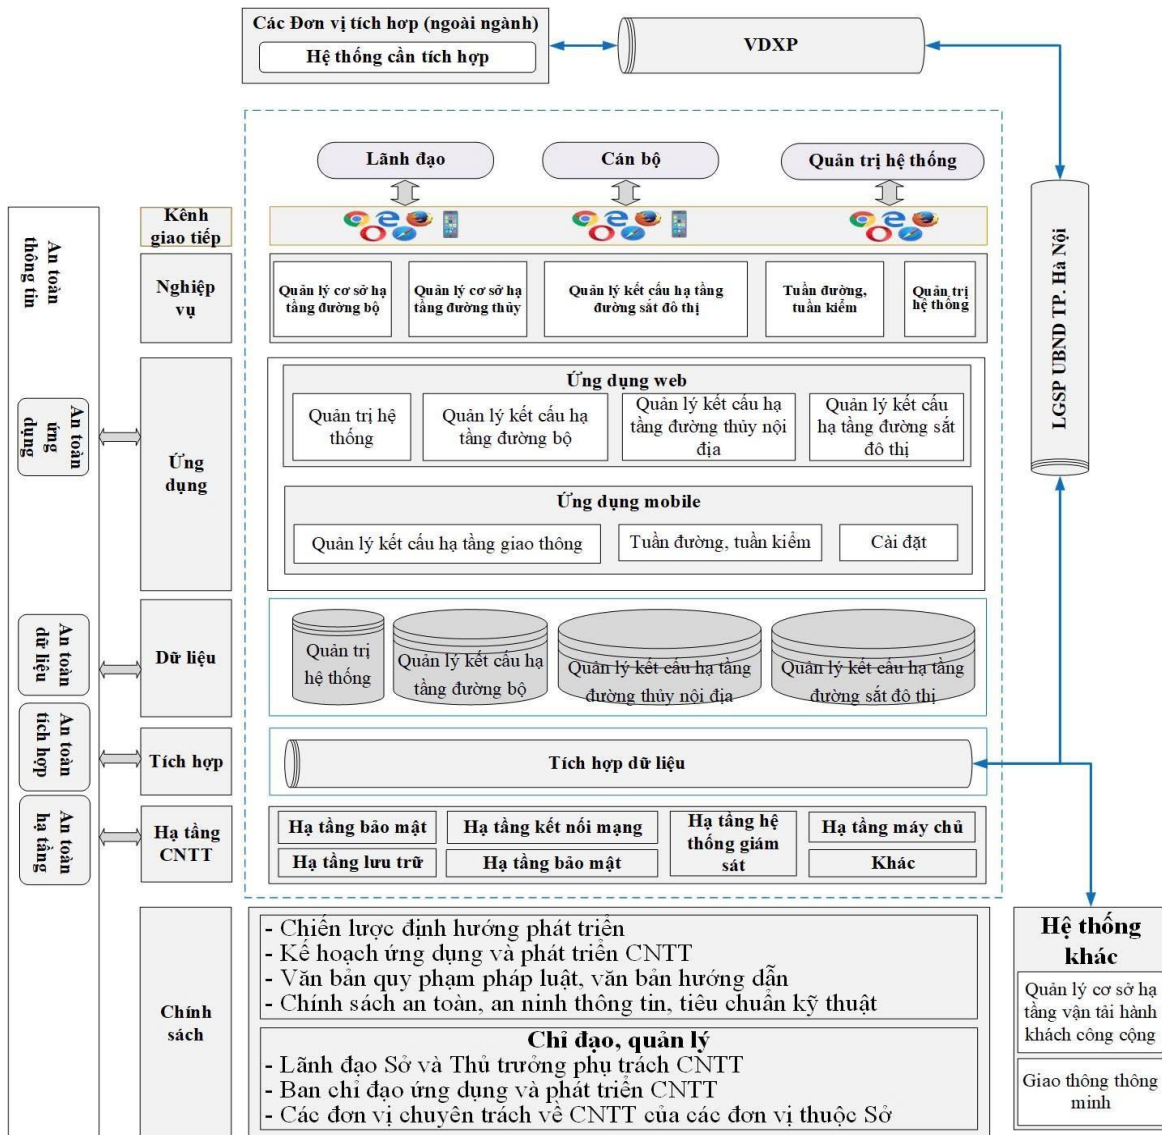 Các Đơn vị tích hơp (ngoài ngành)
Hệ thống cần tích hợp
VDXP
Lãnh đạo
Cán bộ
Quản trị hệ thống
LGSP UBND TP. Hà Nội
An toàn
thông tin
Kênh
giao tiếp
Nghiệp
vụ
Quản lý cơ sở hạ
tầng đường bộ
Quản lý cơ sở hạ
tầng đường thủy
Quản lý kết cấu hạ tầng
đường sắt đô thị
Tuần đường,
tuần kiểm
Quản trị
hệ thống
An toàn
ứng
dụng
Ứng
dụng
Ứng dụng web
Quản trị hệ
thống
Quản lý kết cấu hạ
tầng đường bộ
Quản lý kết cấu hạ
tầng đường thủy nội
địa
Quản lý kết cấu
hạ tầng đường sắt
đô thị
Ứng dụng mobile
Quản lý kết cấu hạ tầng giao thông
Tuần đường, tuần kiểm
Cài đặt
An toàn
dữ liệu
Dữ liệu
Quản trị
hệ thống
Quản lý kết cấu hạ
tầng đường bộ
Quản lý kết cấu hạ tầng
đường thủy nội địa
Quản lý kết cấu hạ tầng
đường sắt đô thị
An toàn
tích hợp
Tích hợp
Tích hợp dữ liệu
An toàn
hạ tầng
Hạ tầng
CNTT
Hạ tầng bảo mật
Hạ tầng kết nối mạng
Hạ tầng hệ
thống giám
sát
Hạ tầng máy chủ
Hạ tầng lưu trữ
Hạ tầng bảo mật
Khác
Chính
sách
- Chiến lược định hướng phát triển
- Kế hoạch ứng dụng và phát triển CNTT
- Văn bản quy phạm pháp luật, văn bản hướng dẫn
- Chính sách an toàn, an ninh thông tin, tiêu chuẩn kỹ thuật
Chỉ đạo, quản lý
- Lãnh đạo Sở và Thủ trưởng phụ trách CNTT
- Ban chỉ đạo ứng dụng và phát triển CNTT
- Các đơn vị chuyên trách về CNTT của các đơn vị thuộc Sở
Hệ thống
khác
Quản lý cơ sở hạ
tầng vận tải hành
khách công cộng
Giao thông thông
minh